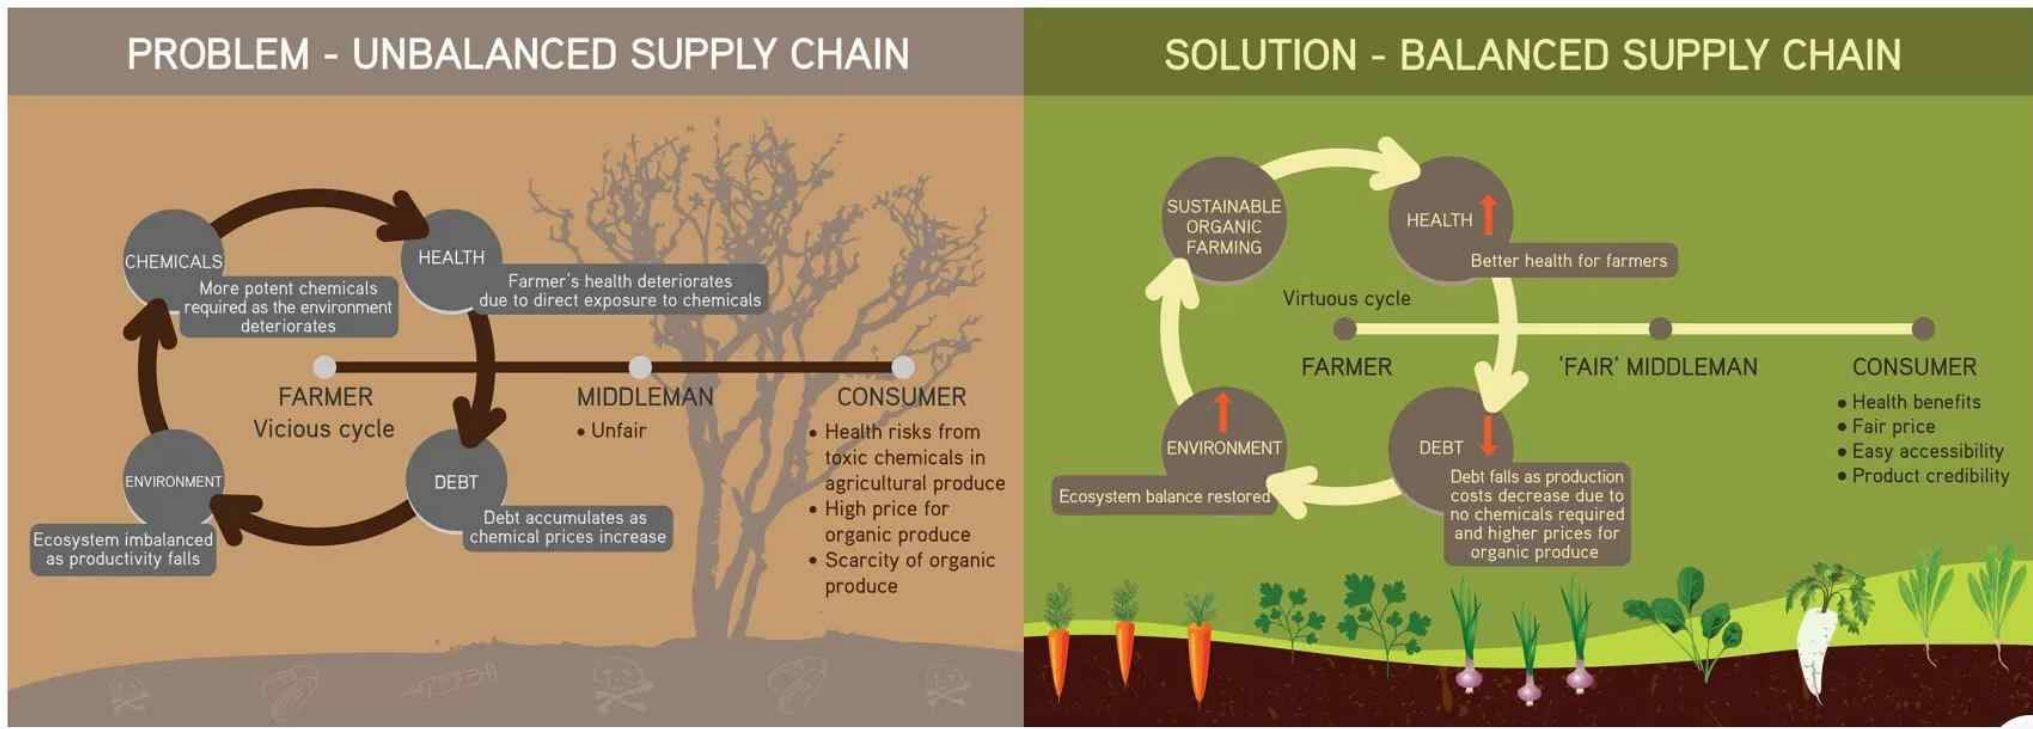 PROBLEM - UNBALANCED SUPPLY CHAIN
CHEMICALS
More potent chemicals
required as the environment
deteriorates
HEALTH
Farmer's health deteriorates
due to direct exposure to chemicals
FARMER
Vicious cycle
MIDDLEMAN
• Unfair
CONSUMER
• Health risks from
toxic chemicals in
agricultural produce
• High price for
organic produce
• Scarcity of organic
produce
ENVIRONMENT
Ecosystem imbalanced
as productivity falls
DEBT
Debt accumulates as
chemical prices increase
SOLUTION - BALANCED SUPPLY CHAIN
SUSTAINABLE
ORGANIC
FARMING
HEALTH
Better health for farmers
Virtuous cycle
FARMER
'FAIR' MIDDLEMAN
CONSUMER
• Health benefits
• Fair price
• Easy accessibility
• Product credibility
ENVIRONMENT
Ecosystem balance restored
DEBT
Debt falls as production
costs decrease due to
no chemicals required
and higher prices for
organic produce